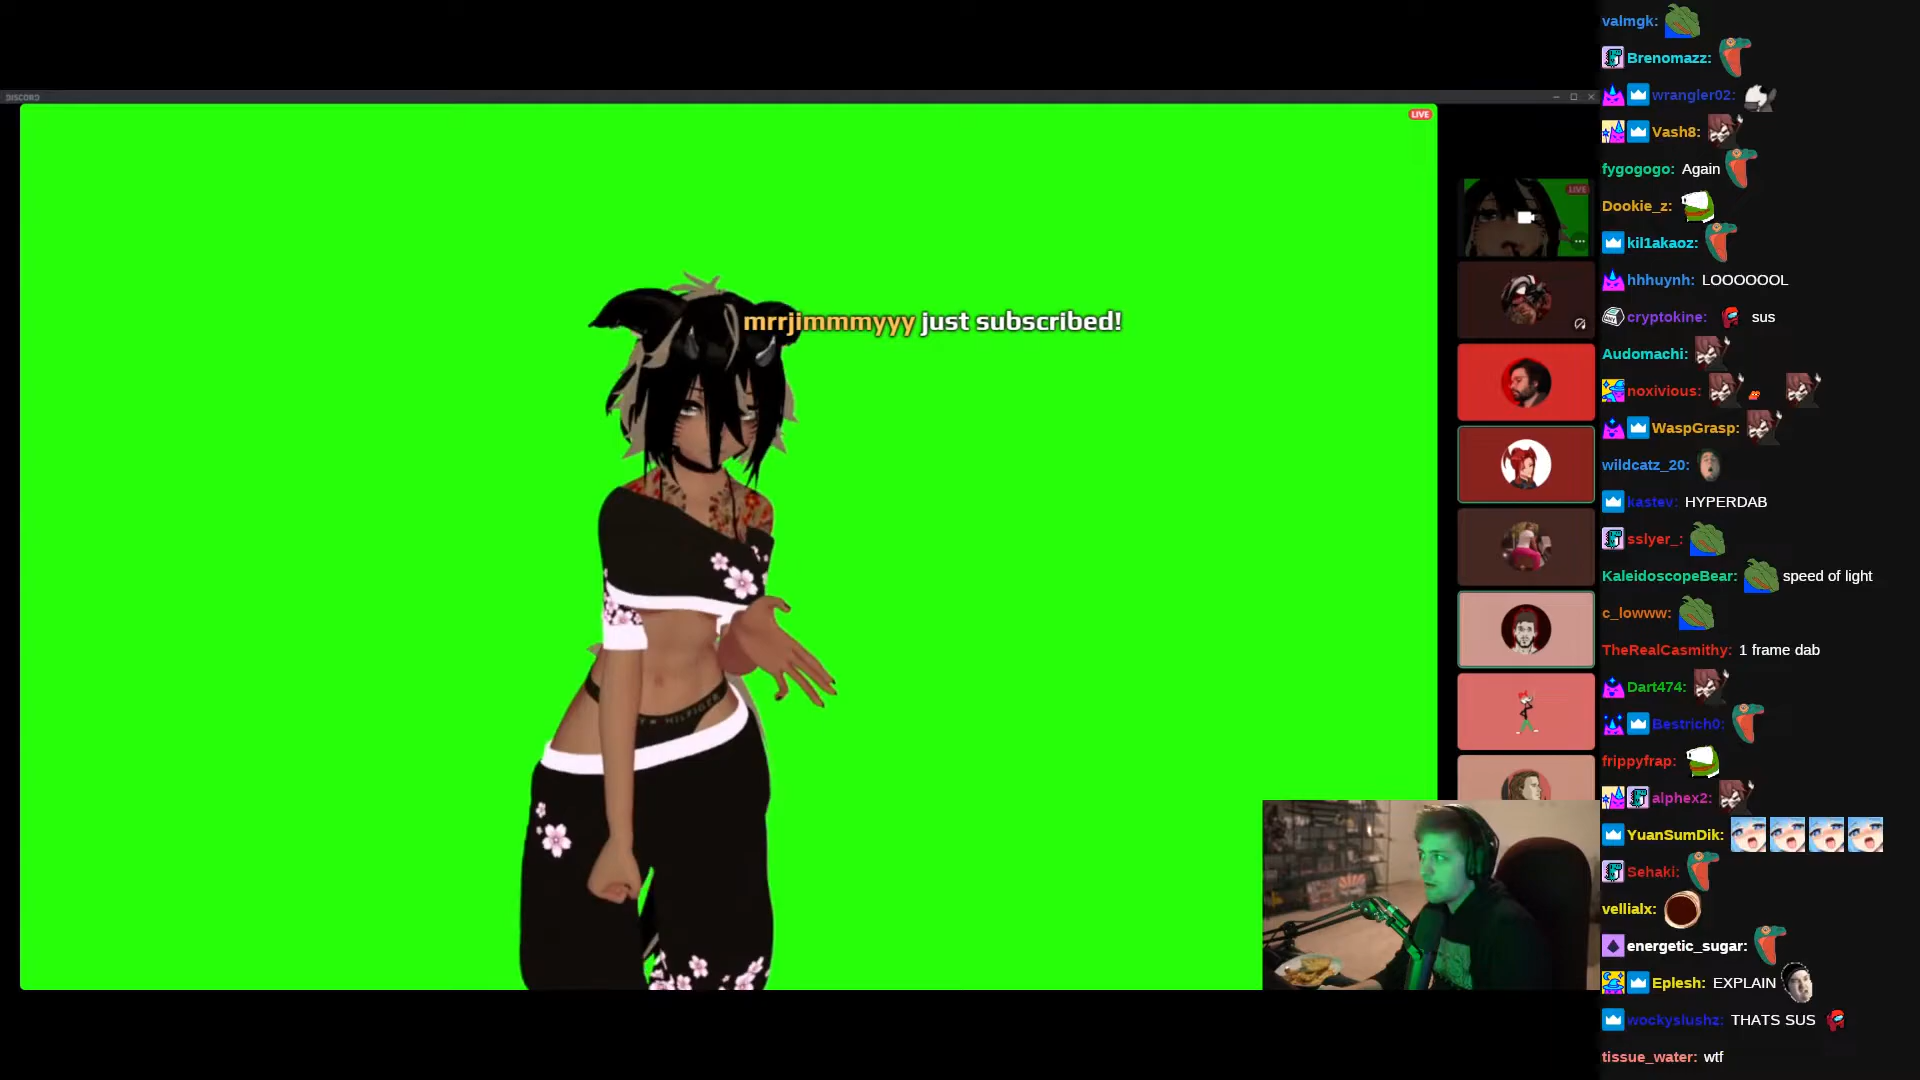 DISCORD
LIVE
LIVE
mrrjimmmyyy just subscribed!
valmgk:
Brenomazz:
wrangler02:
Vash8:
fygogogo: Again
Dookie_z:
kil1akaoz:
hhhuynh: LOOOOOOL
cryptokine: sus
Audomachi:
noxivious:
WaspGrasp:
wildcatz_20:
kastev: HYPERDAB
sslyer_:
KaleidoscopeBear: speed of light
c_lowww:
TheRealCasmithy: 1 frame dab
Dart474:
Bestrich0:
frippyfrap:
alphex2:
YuanSumDik:
Sehaki:
vellialx:
energetic_sugar:
Eplesh: EXPLAIN
wockyslushz: THATS SUS
tissue_water: wtf